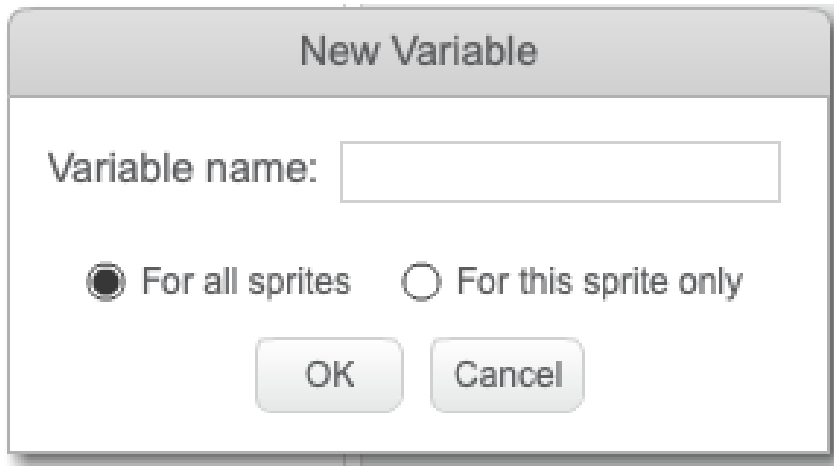 New Variable
Variable name:
For all sprites For this sprite only
OK Cancel